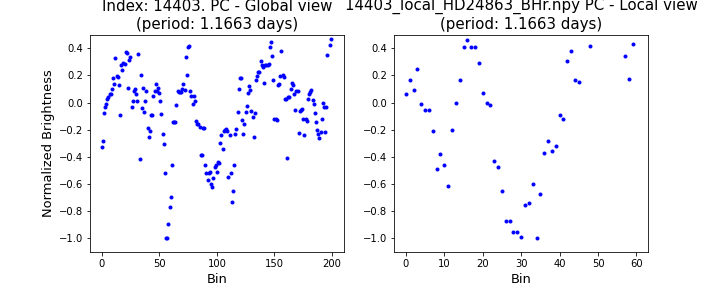 Index: 14403. PC - Global view
(period: 1.1663 days)
14403_local_HD24863_BHr.npy PC - Local view
(period: 1.1663 days)
Normalized Brightness
0.4
0.2
0.0
−0.2
−0.4
−0.6
−0.8
−1.0
0 50 100 150 200
Bin
0.4
0.2
0.0
−0.2
−0.4
−0.6
−0.8
−1.0
0 10 20 30 40 50 60
Bin